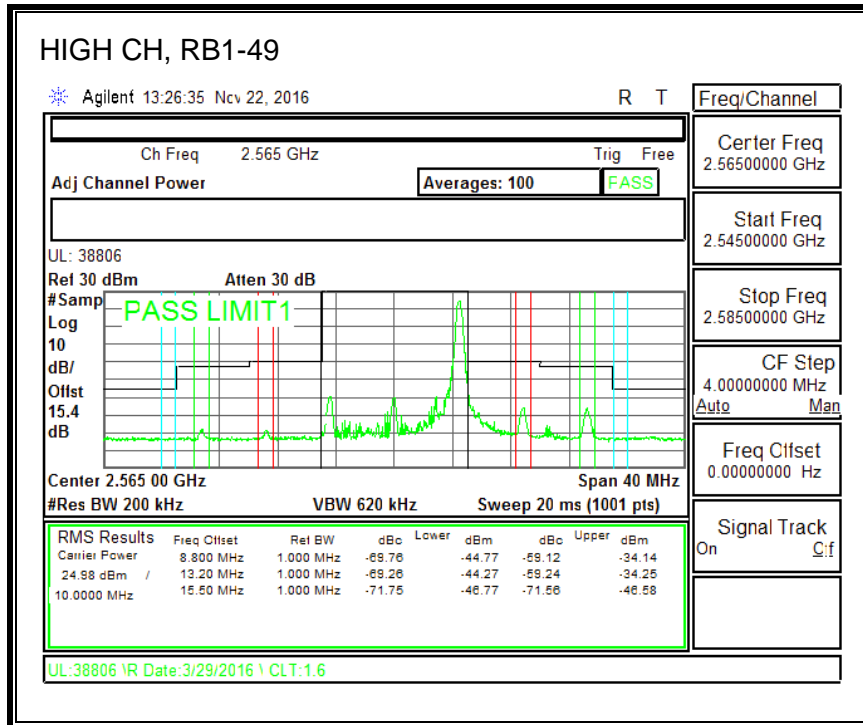 HIGH CH, RB1-49
Agilent 13:26:35 Nov 22, 2016 R T
Freq/Channel
Ch Freq 2.565 GHz Trig Free
Adj Channel Power Averages: 100 PASS
Center Freq
2.56500000 GHz
Start Freq
2.54500000 GHz
Stop Freq
2.58500000 GHz
CF Step
4.00000000 MHz
Auto Man
Freq Offset
0.00000000 Hz
Signal Track
On Off
UL: 38806
Ref 30 dBm Atten 30 dB
#Samp
Log
10
dB/
Offst
15.4
dB
PASS LIMIT1
Center 2.565 00 GHz Span 40 MHz
#Res BW 200 kHz VBW 620 kHz Sweep 20 ms (1001 pts)
RMS Results Freq Offset Ref BW dBc Lower dBm dBc Upper dBm
Carrier Power 8.800 MHz 1.000 MHz -69.76 -44.77 -59.12 -34.14
24.98 dBm / 13.20 MHz 1.000 MHz -69.26 -44.27 -59.24 -34.25
10.0000 MHz 15.50 MHz 1.000 MHz -71.75 -46.77 -71.56 -46.58
UL:38806 \R Date:3/29/2016 \ CLT:1.6